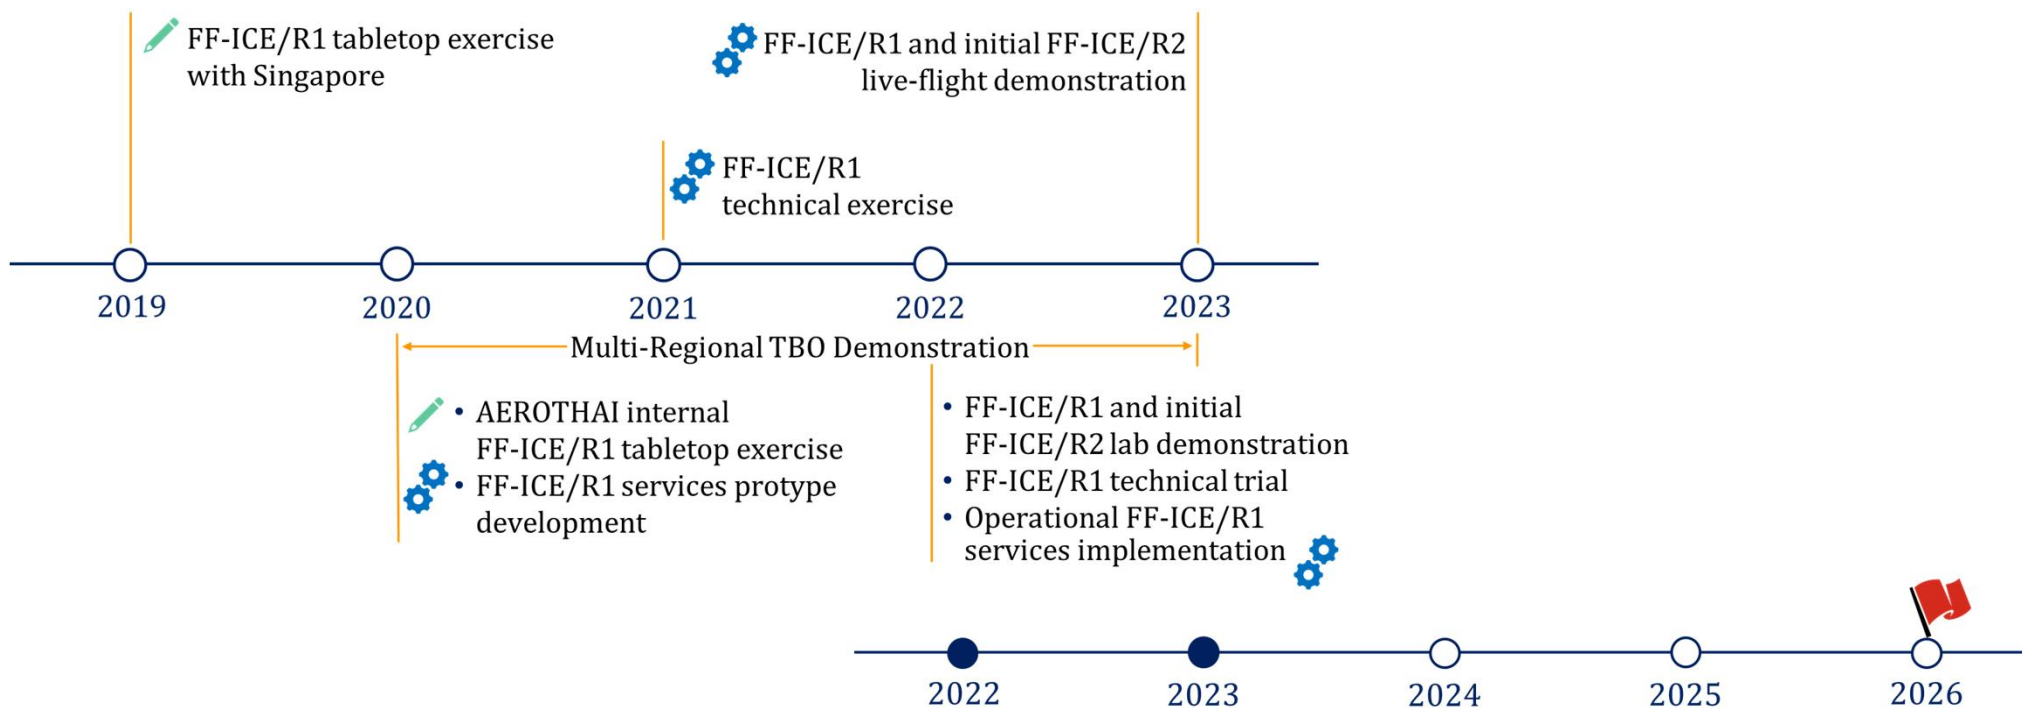 FF-ICE/R1 tabletop exercise
with Singapore
FF-ICE/R1 and initial FF-ICE/R2
live-flight demonstration
FF-ICE/R1
technical exercise
2019
2020
2021
2022
2023
Multi-Regional TBO Demonstration
• AEROTHAI internal
FF-ICE/R1 tabletop exercise
• FF-ICE/R1 services protype
development
• FF-ICE/R1 and initial
FF-ICE/R2 lab demonstration
• FF-ICE/R1 technical trial
• Operational FF-ICE/R1
services implementation
2022
2023
2024
2025
2026